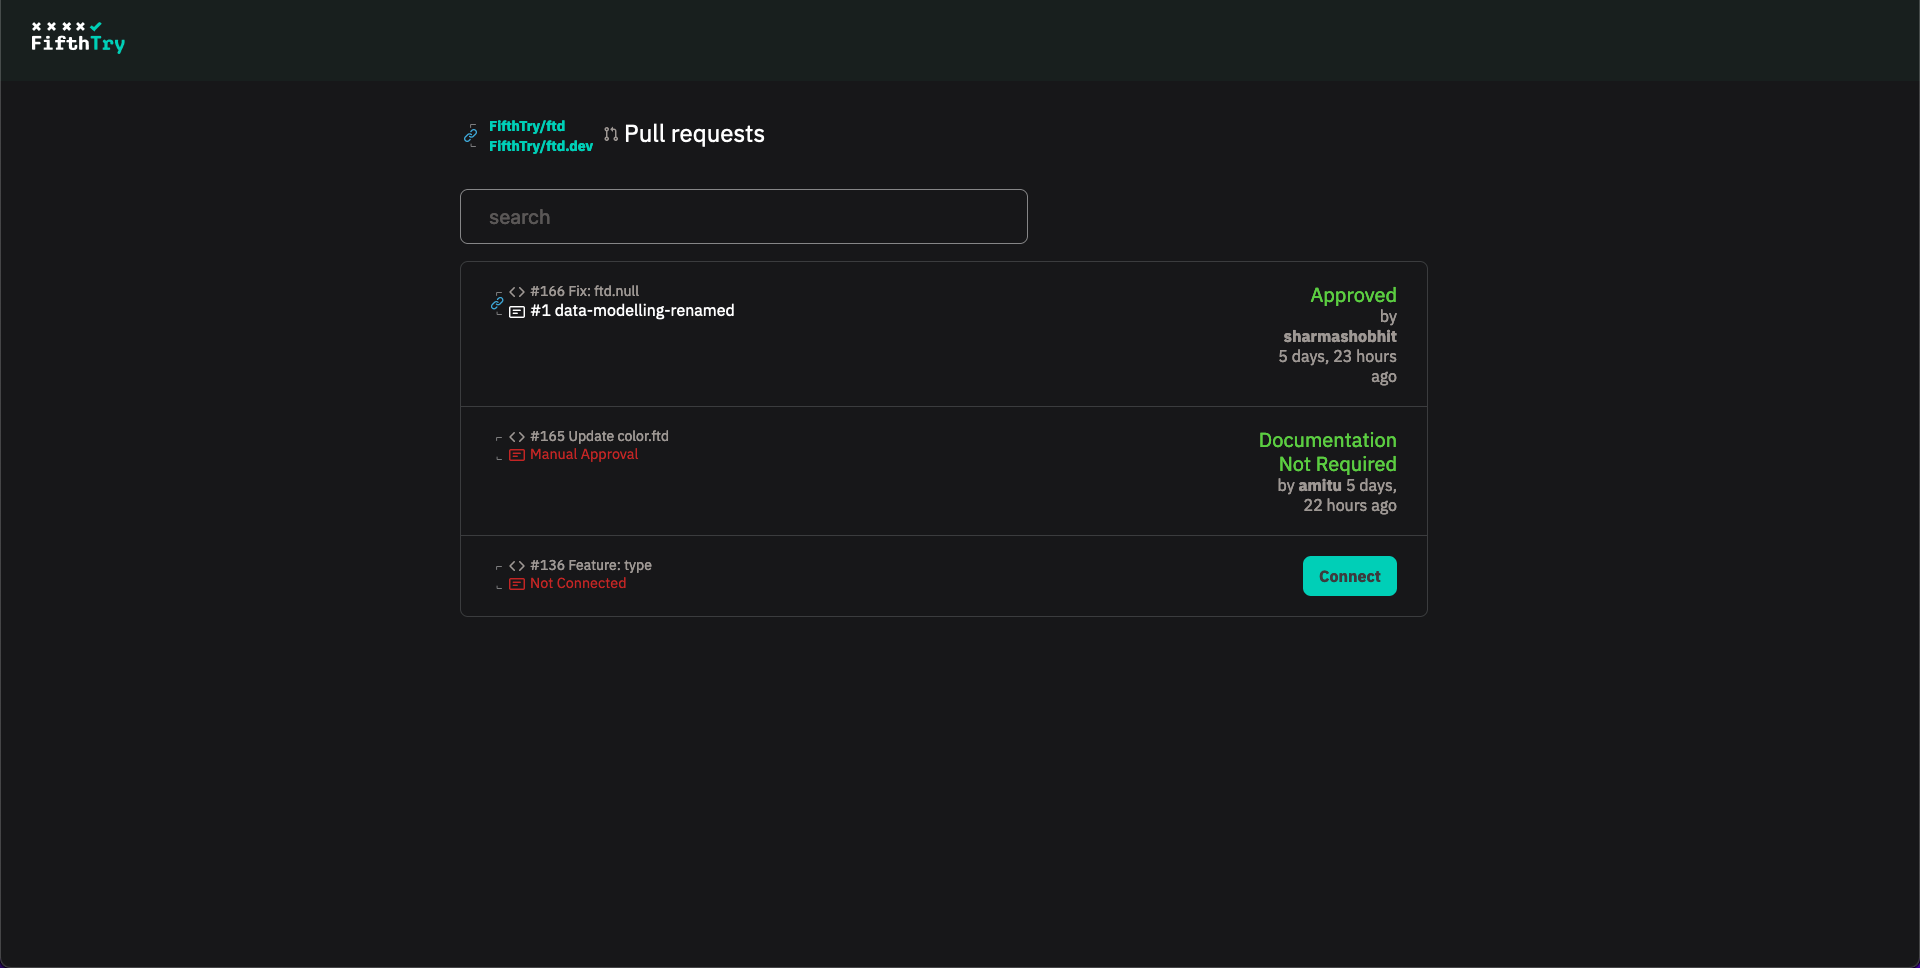 FifthTry
FifthTry/ftd
FifthTry/ftd.dev
Pull requests
search
#166 Fix: ftd.null
#1 data-modelling-renamed
Approved
by
sharmashobhit
5 days, 23 hours
ago
#165 Update color.ftd
Manual Approval
Documentation
Not Required
by amitu 5 days,
22 hours ago
#136 Feature: type
Not Connected
Connect